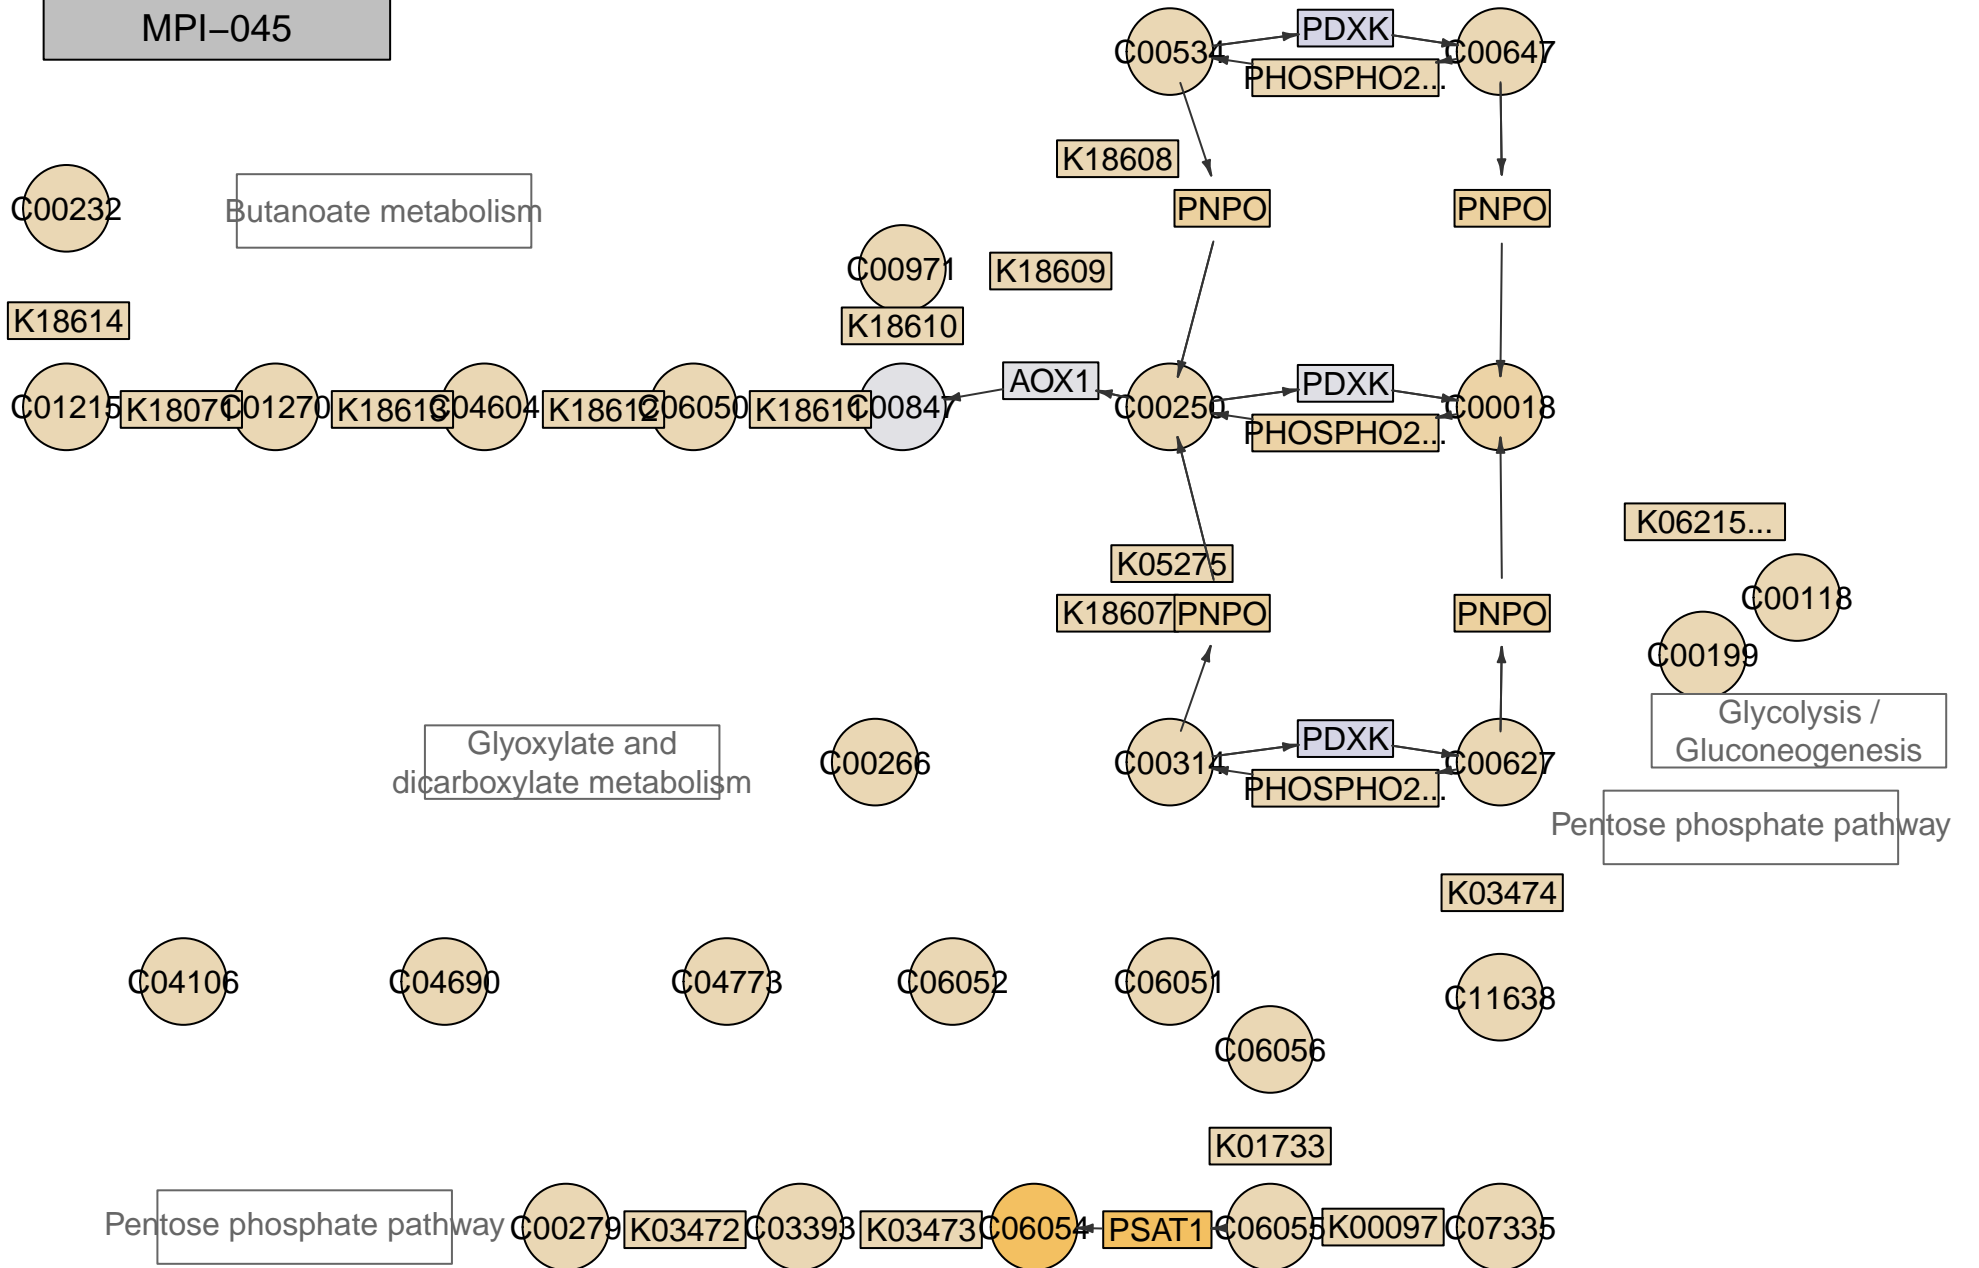 MPI–045
C00534
PDXK
C00647
PHOSPHO2...
K18608
C00232
Butanoate metabolism
PNPO
PNPO
C00971
K18609
K18614
K18610
C01215
K18071
C01270
K18613
C04604
K18612
C06050
K18611
C00847
AOX1
C00250
PDXK
C00018
PHOSPHO2...
K06215...
K05275
C00118
K18607
PNPO
PNPO
C00199
Glycolysis /
Gluconeogenesis
Glyoxylate and
dicarboxylate metabolism
C00266
C00314
PDXK
C00627
PHOSPHO2...
Pentose phosphate pathway
K03474
C04106
C04690
C04773
C06052
C06051
C11638
C06056
K01733
Pentose phosphate pathway
C00279
K03472
C03393
K03473
C06054
PSAT1
C06055
K00097
C07335